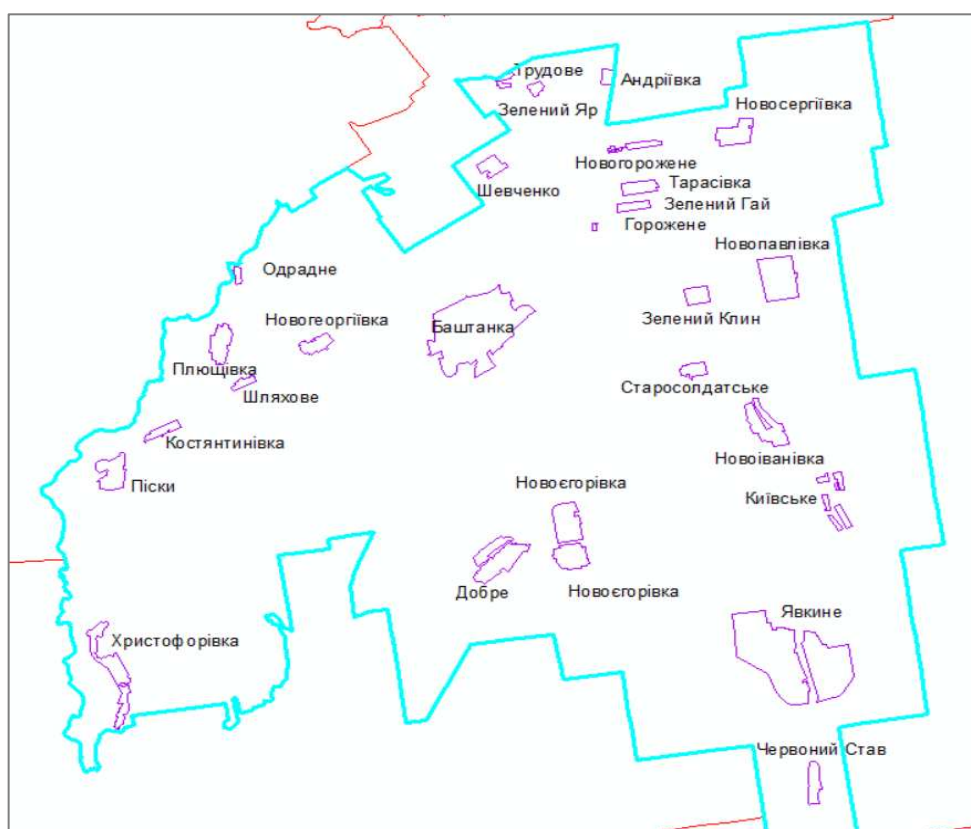 Трудове
Андріївка
Зелений Яр
Новосергіївка
Новогорожене
Шевченко
Тарасівка
Зелений Гай
Горожене
Новопавлівка
Одрадне
Новогеоргіївка
Баштанка
Зелений Клин
Плющівка
Старосолдатське
Шляхове
Костянтинівка
Новоіванівка
Піски
Новоєгорівка
Київське
Добре
Новоєгорівка
Явкине
Христофорівка
Червоний Став